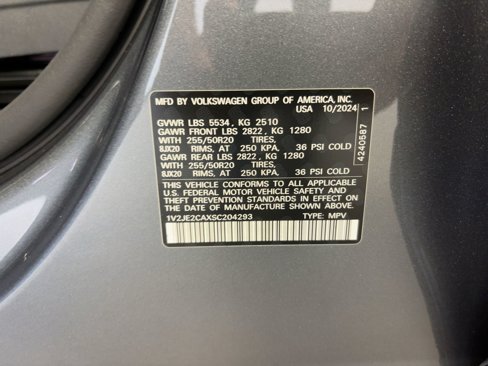 MFD BY VOLKSWAGEN GROUP OF AMERICA, INC.
USA 10/2024
GVWR LBS 5534 , KG 2510
GAWR FRONT LBS 2822 , KG 1280
WITH 255/50R20 TIRES,
8JX20 RIMS, AT 250 KPA, 36 PSI COLD
GAWR REAR LBS 2822 , KG 1280
WITH 255/50R20 TIRES,
8JX20 RIMS, AT 250 KPA, 36 PSI COLD
THIS VEHICLE CONFORMS TO ALL APPLICABLE
U.S. FEDERAL MOTOR VEHICLE SAFETY AND
THEFT PREVENTION STANDARDS IN EFFECT ON
THE DATE OF MANUFACTURE SHOWN ABOVE.
1V2JE2CAXSC204293 TYPE: MPV
4240587 1